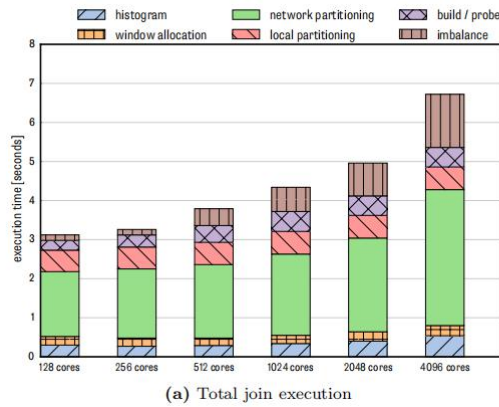 histogram network partitioning build / probe
window allocation local partitioning imbalance
8
7
6
5
4
3
2
1
0
execution time [seconds]
128 cores 256 cores 512 cores 1024 cores 2048 cores 4096 cores
(a) Total join execution